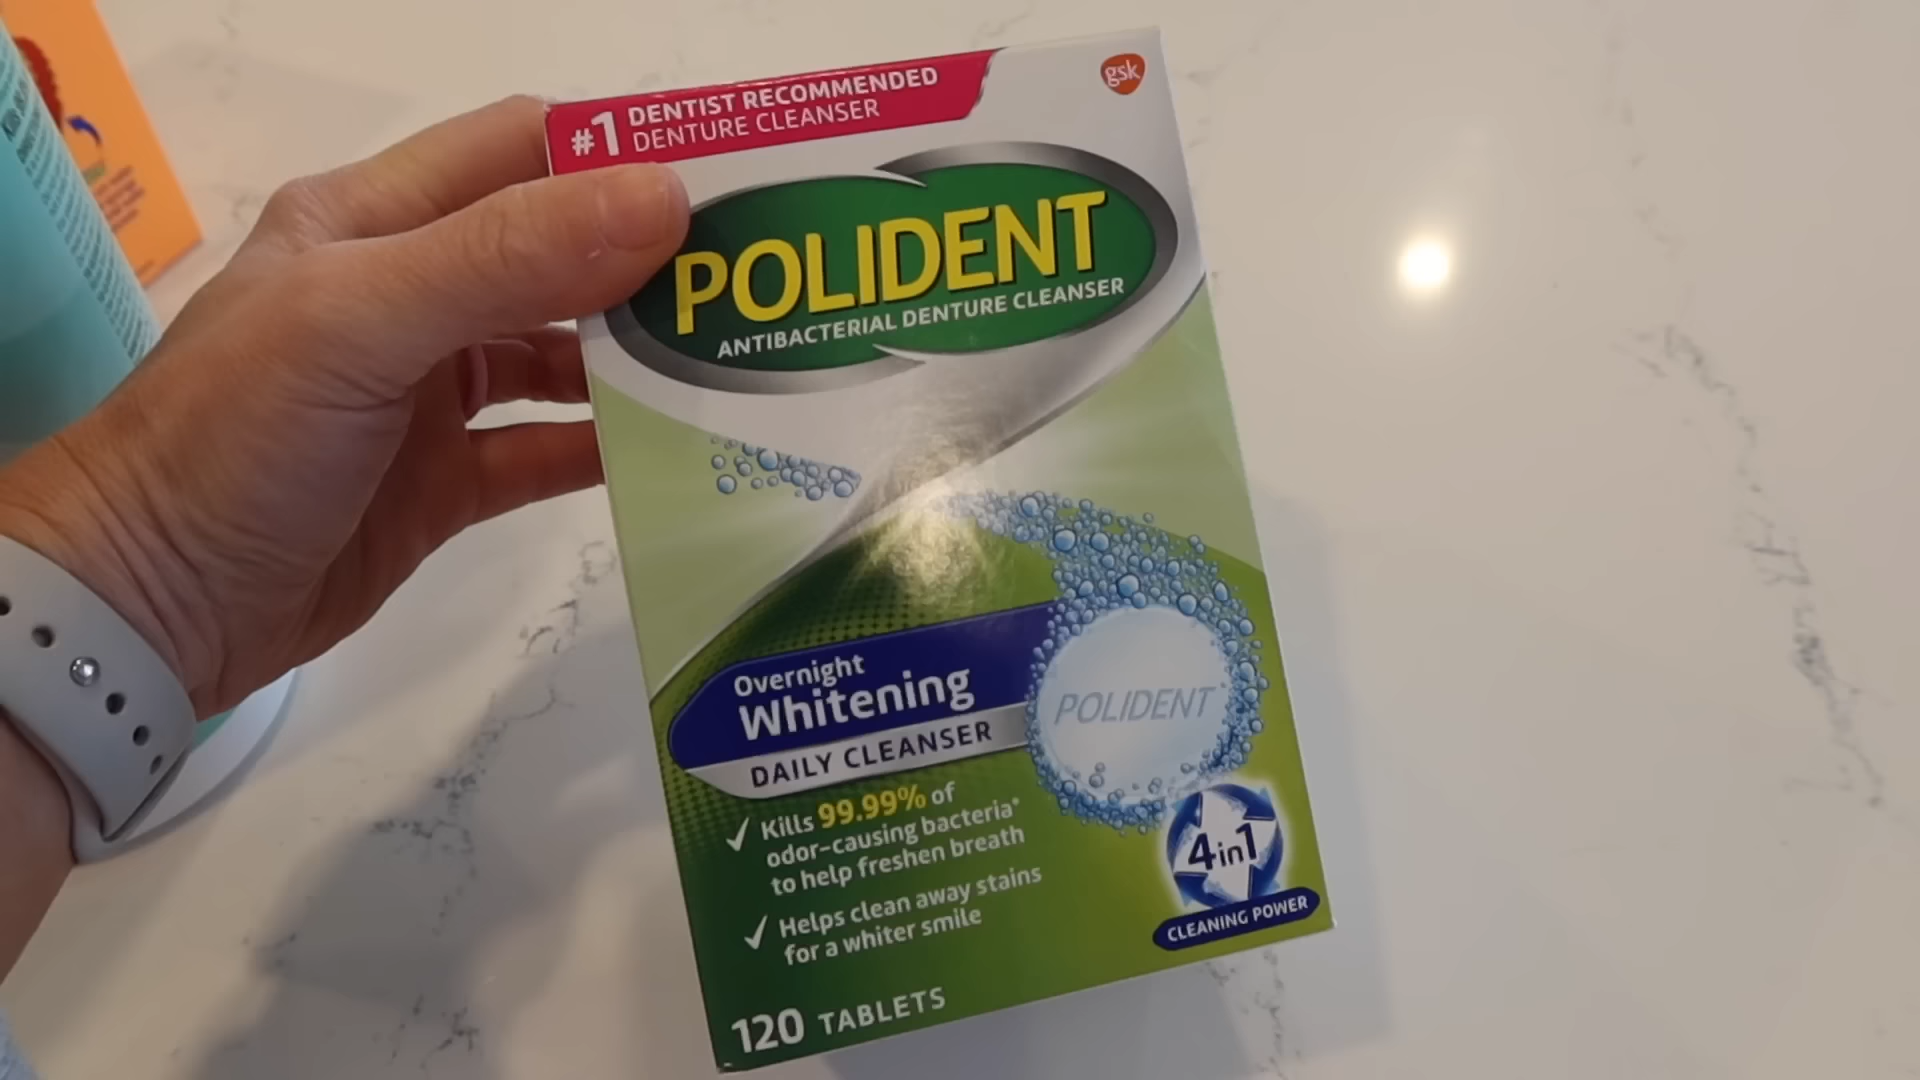 #1 DENTIST RECOMMENDED
DENTURE CLEANSER
gsk
POLIDENT
ANTIBACTERIAL DENTURE CLEANSER
Overnight
Whitening
DAILY CLEANSER
POLIDENT
Kills 99.99% of
odor-causing bacteria*
to help freshen breath
Helps clean away stains
for a whiter smile
4in1
CLEANING POWER
120 TABLETS